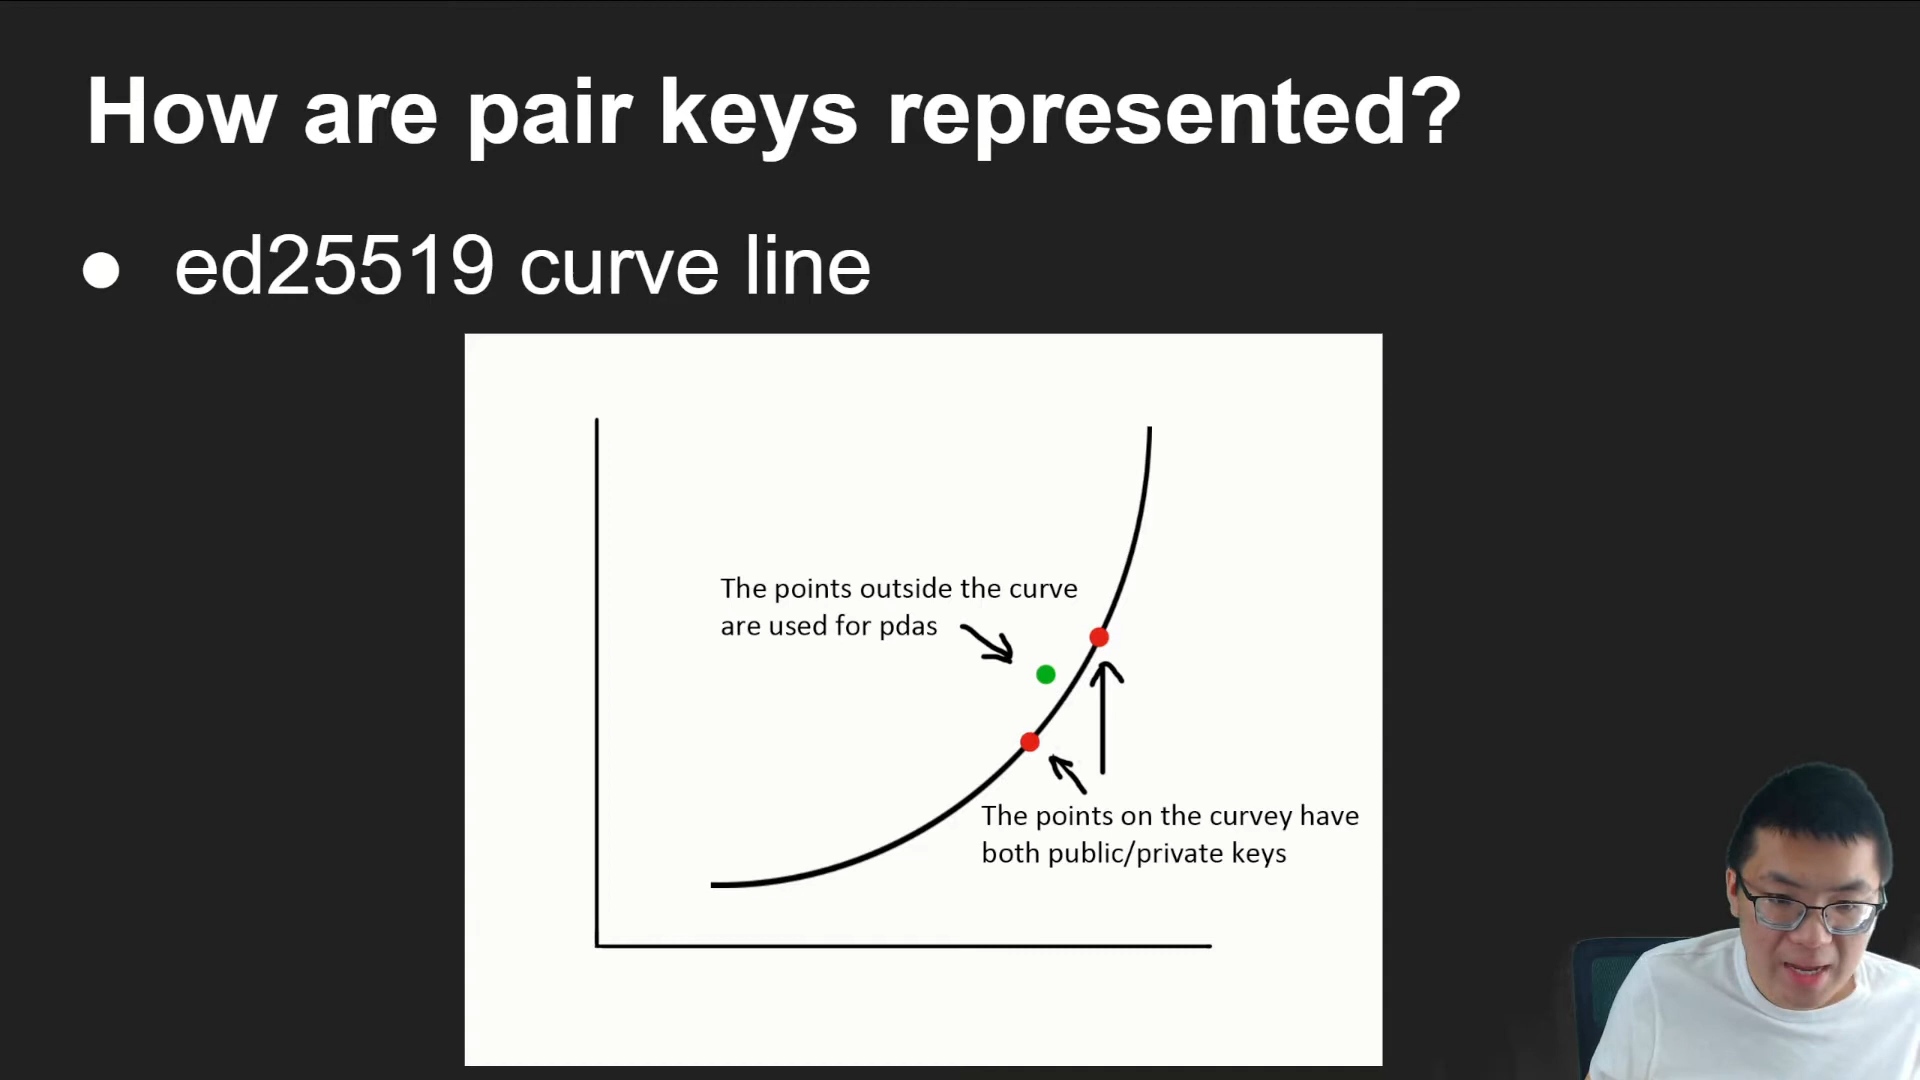 How are pair keys represented?
● ed25519 curve line
The points outside the curve
are used for pdas
The points on the curvey have
both public/private keys